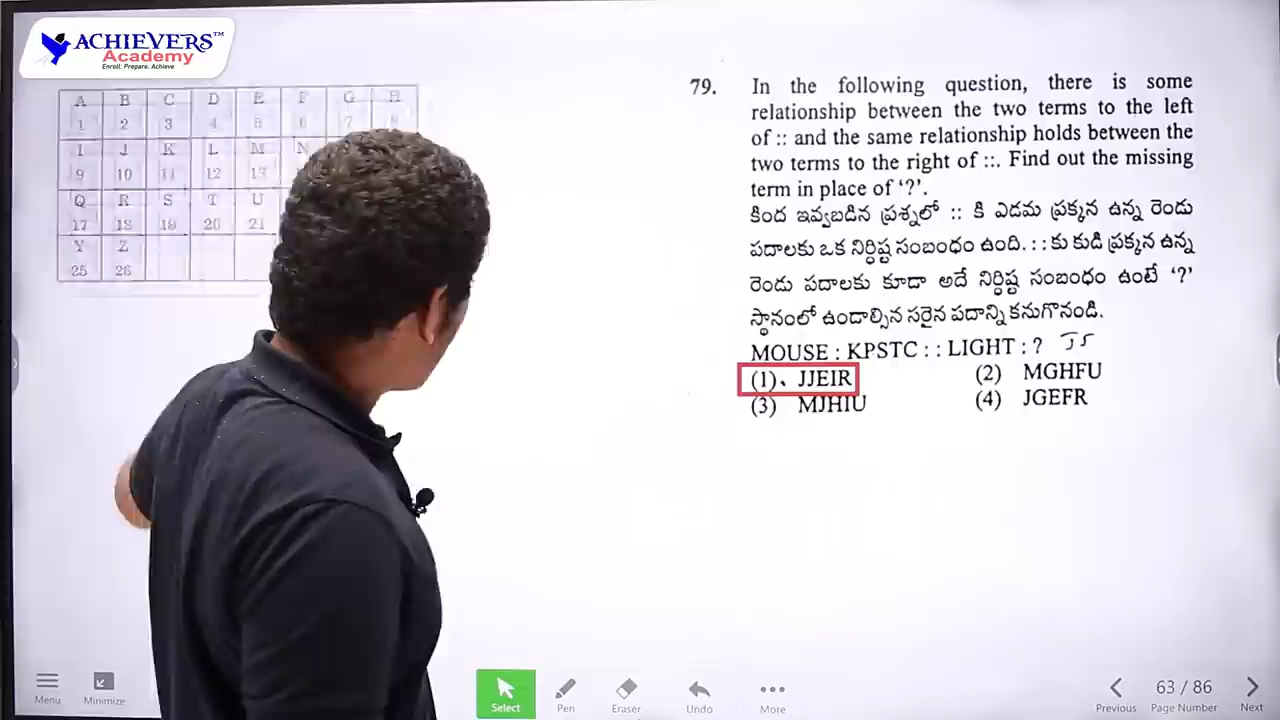 ACHIEVERS™
Academy
Enroll. Prepare. Achieve
A B C D E F G H
1 2 3 4 5 6 7 8
I J K L M N
9 10 11 12 13
Q R S T U
17 18 19 20 21
Y Z
25 26
79. In the following question, there is some
relationship between the two terms to the left
of :: and the same relationship holds between the
two terms to the right of ::. Find out the missing
term in place of ‘?’.
కింద ఇవ్వబడిన ప్రశ్నలో :: కి ఎడమ ప్రక్కన ఉన్న రెండు
పదాలకు ఒక నిర్ధిష్ట సంబంధం ఉంది. :: కు కుడి ప్రక్కన ఉన్న
రెండు పదాలకు కూడా అదే నిర్ధిష్ట సంబంధం ఉంటే ‘?’
స్థానంలో ఉండాల్సిన సరైన పదాన్ని కనుగొనండి.
MOUSE : KPSTC : : LIGHT : ?
(1) JJEIR (2) MGHFU
(3) MJHIU (4) JGEFR
Menu Minimize Select Pen Eraser Undo More 63 / 86 Previous Page Number Next